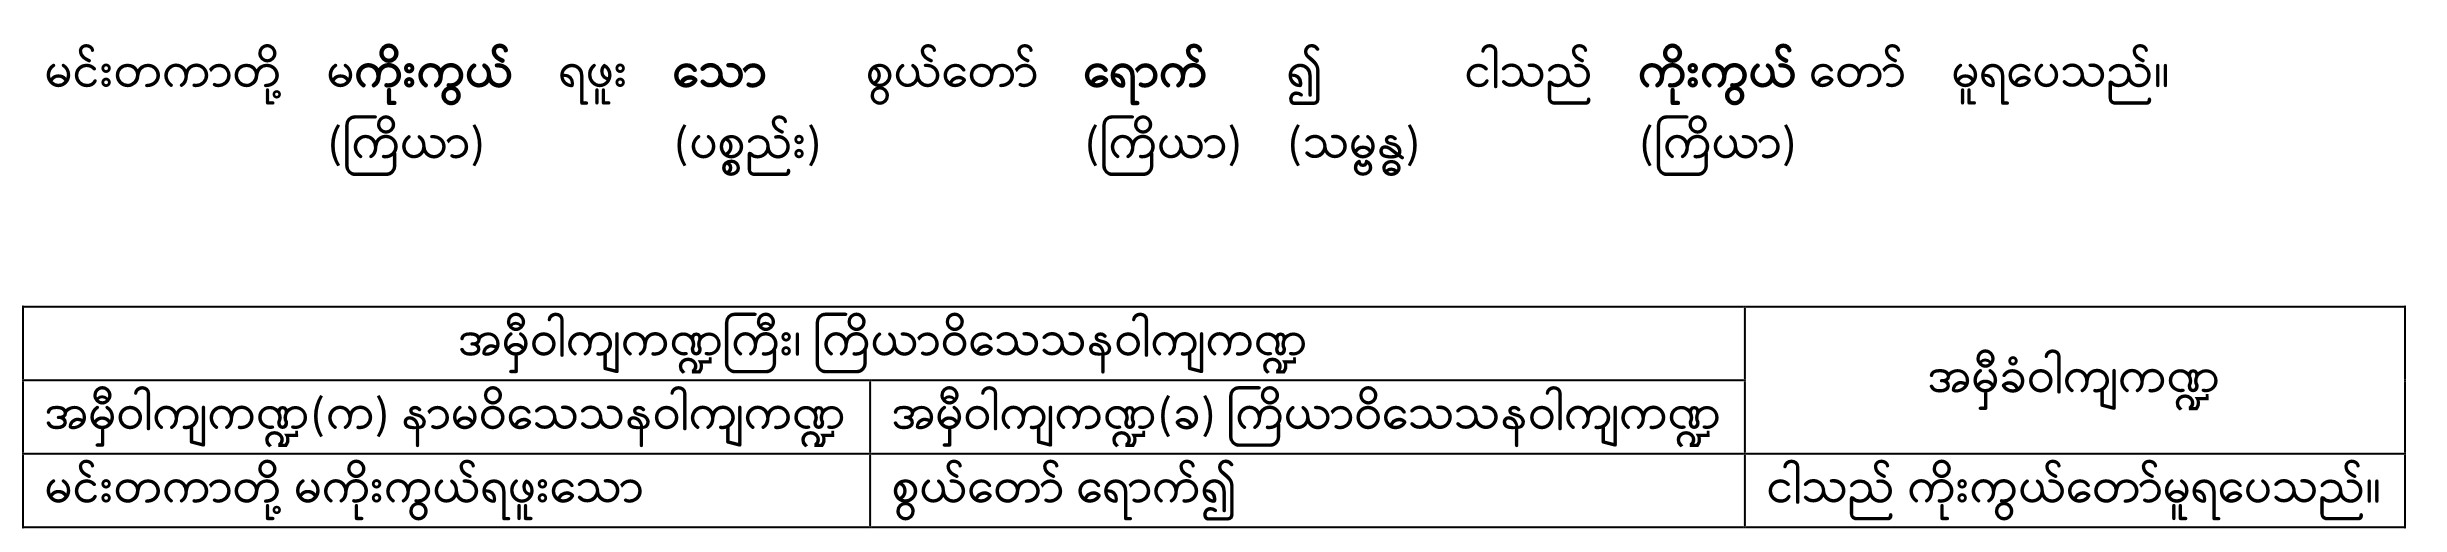 မင်းတကာတို့ မကိုးကွယ် ရဖူး သော စွယ်တော် ရောက် ၍ ငါသည် ကိုးကွယ် တော် မူရပေသည်။
(ကြိယာ) (ပစ္စည်း) (ကြိယာ) (သမ္ဗန္ဓ) (ကြိယာ)
အမှီဝါကျကဏ္ဍကြီး၊ ကြိယာဝိသေသနဝါကျကဏ္ဍ
အမှီခံဝါကျကဏ္ဍ
အမှီဝါကျကဏ္ဍ(က) နာမဝိသေသနဝါကျကဏ္ဍ အမှီဝါကျကဏ္ဍ(ခ) ကြိယာဝိသေသနဝါကျကဏ္ဍ
မင်းတကာတို့ မကိုးကွယ်ရဖူးသော စွယ်တော် ရောက်၍ ငါသည် ကိုးကွယ်တော်မူရပေသည်။